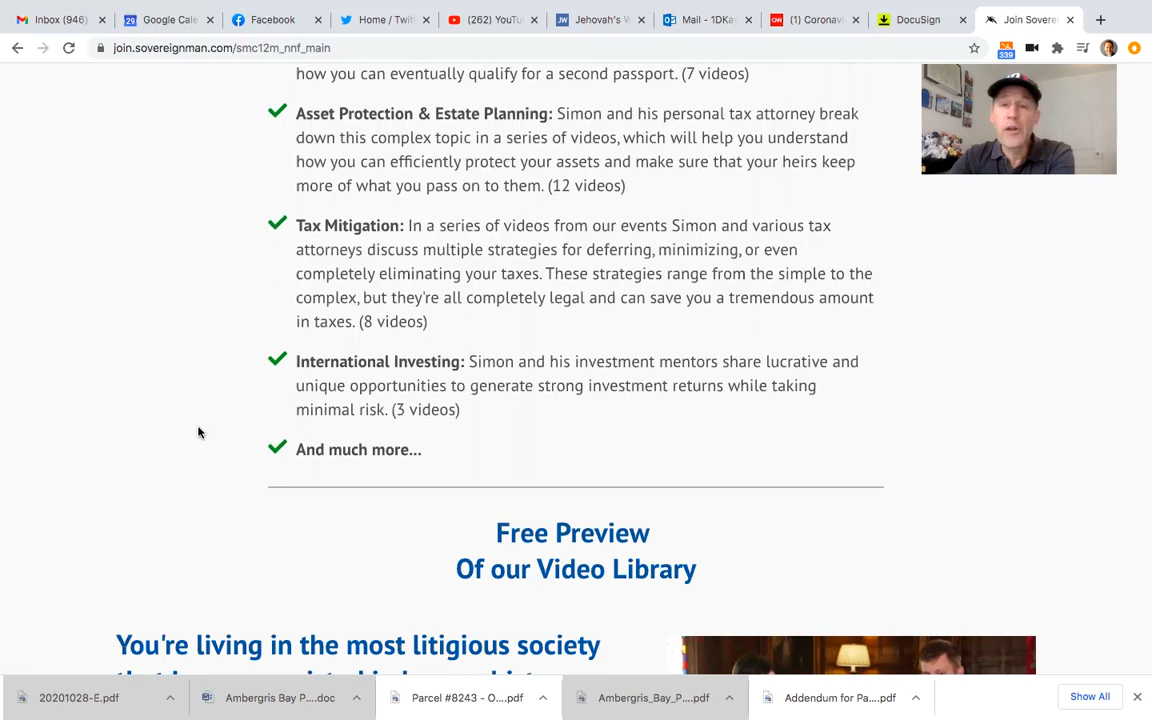 Inbox (946)
Google Cale
Facebook
Home / Twit
(262) YouTu
Jehovah's W
Mail - 1DKay
(1) Coronav
DocuSign
Join Soverei
join.sovereignman.com/smc12m_nnf_main
339
how you can eventually qualify for a second passport. (7 videos)
Asset Protection & Estate Planning: Simon and his personal tax attorney break
down this complex topic in a series of videos, which will help you understand
how you can efficiently protect your assets and make sure that your heirs keep
more of what you pass on to them. (12 videos)
Tax Mitigation: In a series of videos from our events Simon and various tax
attorneys discuss multiple strategies for deferring, minimizing, or even
completely eliminating your taxes. These strategies range from the simple to the
complex, but they're all completely legal and can save you a tremendous amount
in taxes. (8 videos)
International Investing: Simon and his investment mentors share lucrative and
unique opportunities to generate strong investment returns while taking
minimal risk. (3 videos)
And much more...
Free Preview
Of our Video Library
You're living in the most litigious society
20201028-E.pdf
Ambergris Bay P....doc
Parcel #8243 - O....pdf
Ambergris_Bay_P....pdf
Addendum for Pa....pdf
Show All